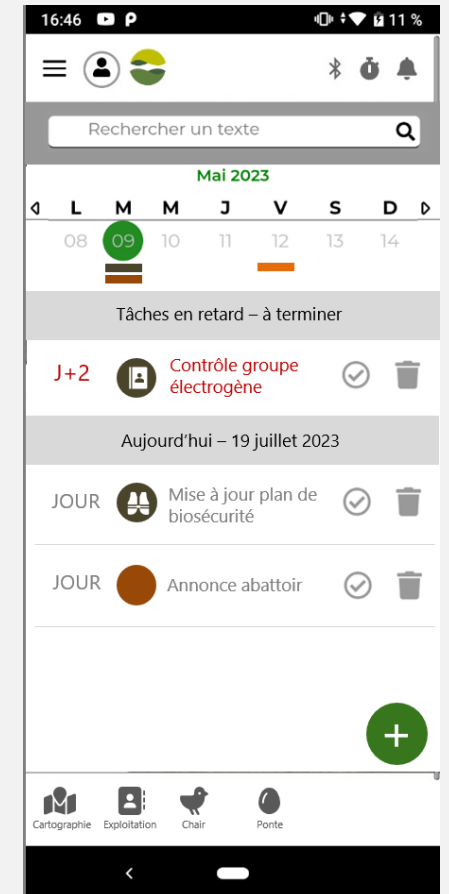 16:46 11 %
Rechercher un texte
Mai 2023
L M M J V S D
08 09 10 11 12 13 14
Tâches en retard – à terminer
J+2 Contrôle groupe
électrogène
Aujourd'hui – 19 juillet 2023
JOUR Mise à jour plan de
biosécurité
JOUR Annonce abattoir
+
Cartographie Exploitation Chair Ponte